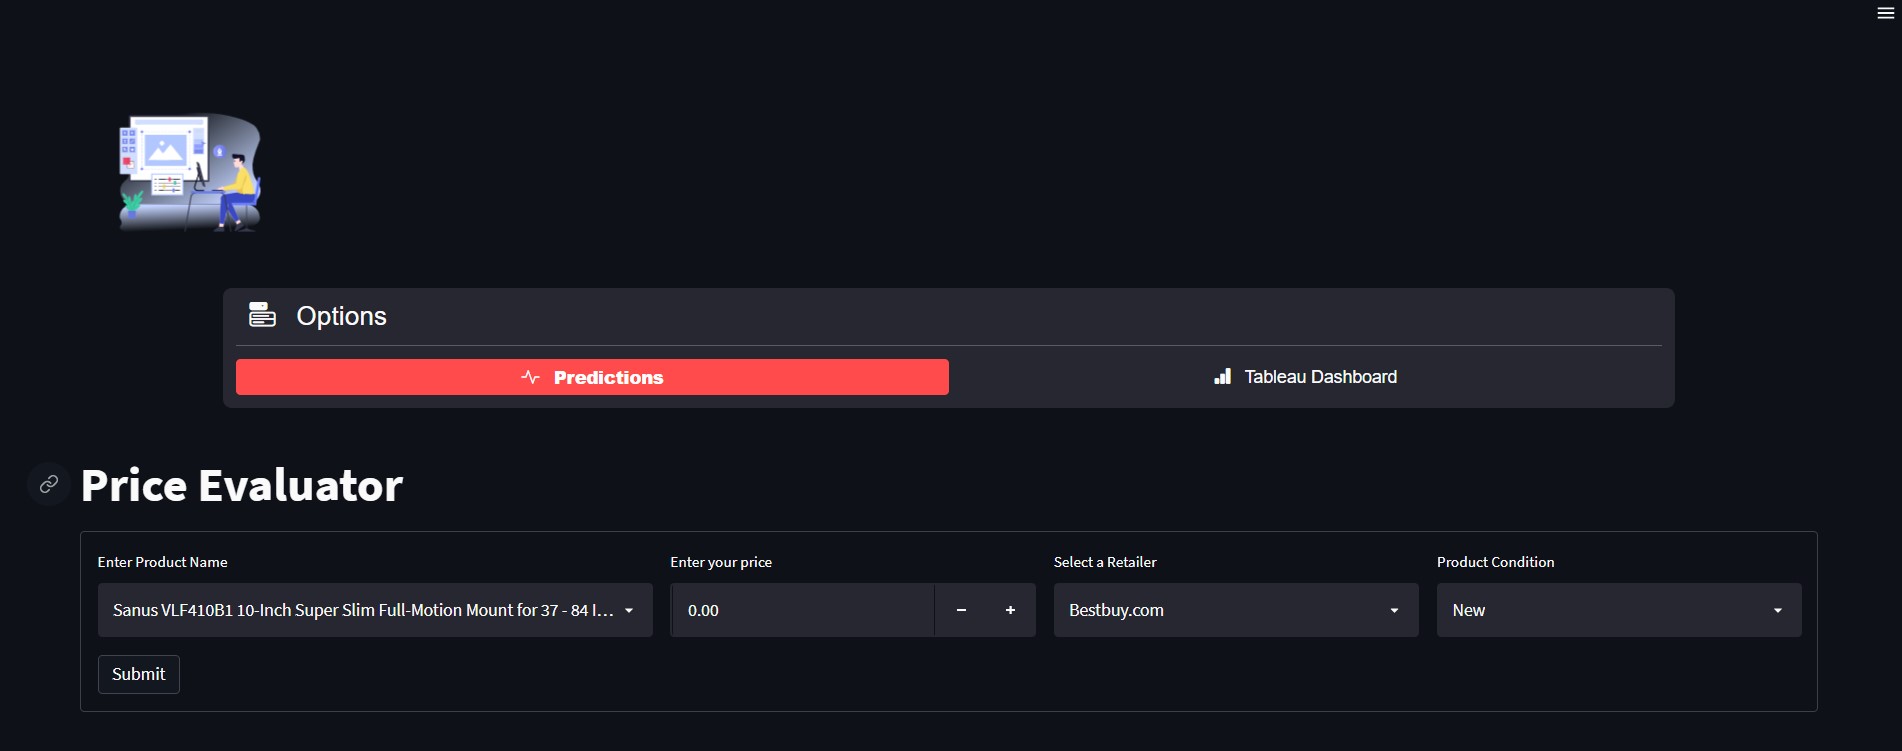 Options
Predictions
Tableau Dashboard
Price Evaluator
Enter Product Name
Enter your price
Select a Retailer
Product Condition
Sanus VLF410B1 10-Inch Super Slim Full-Motion Mount for 37 - 84 I...
0.00
Bestbuy.com
New
Submit